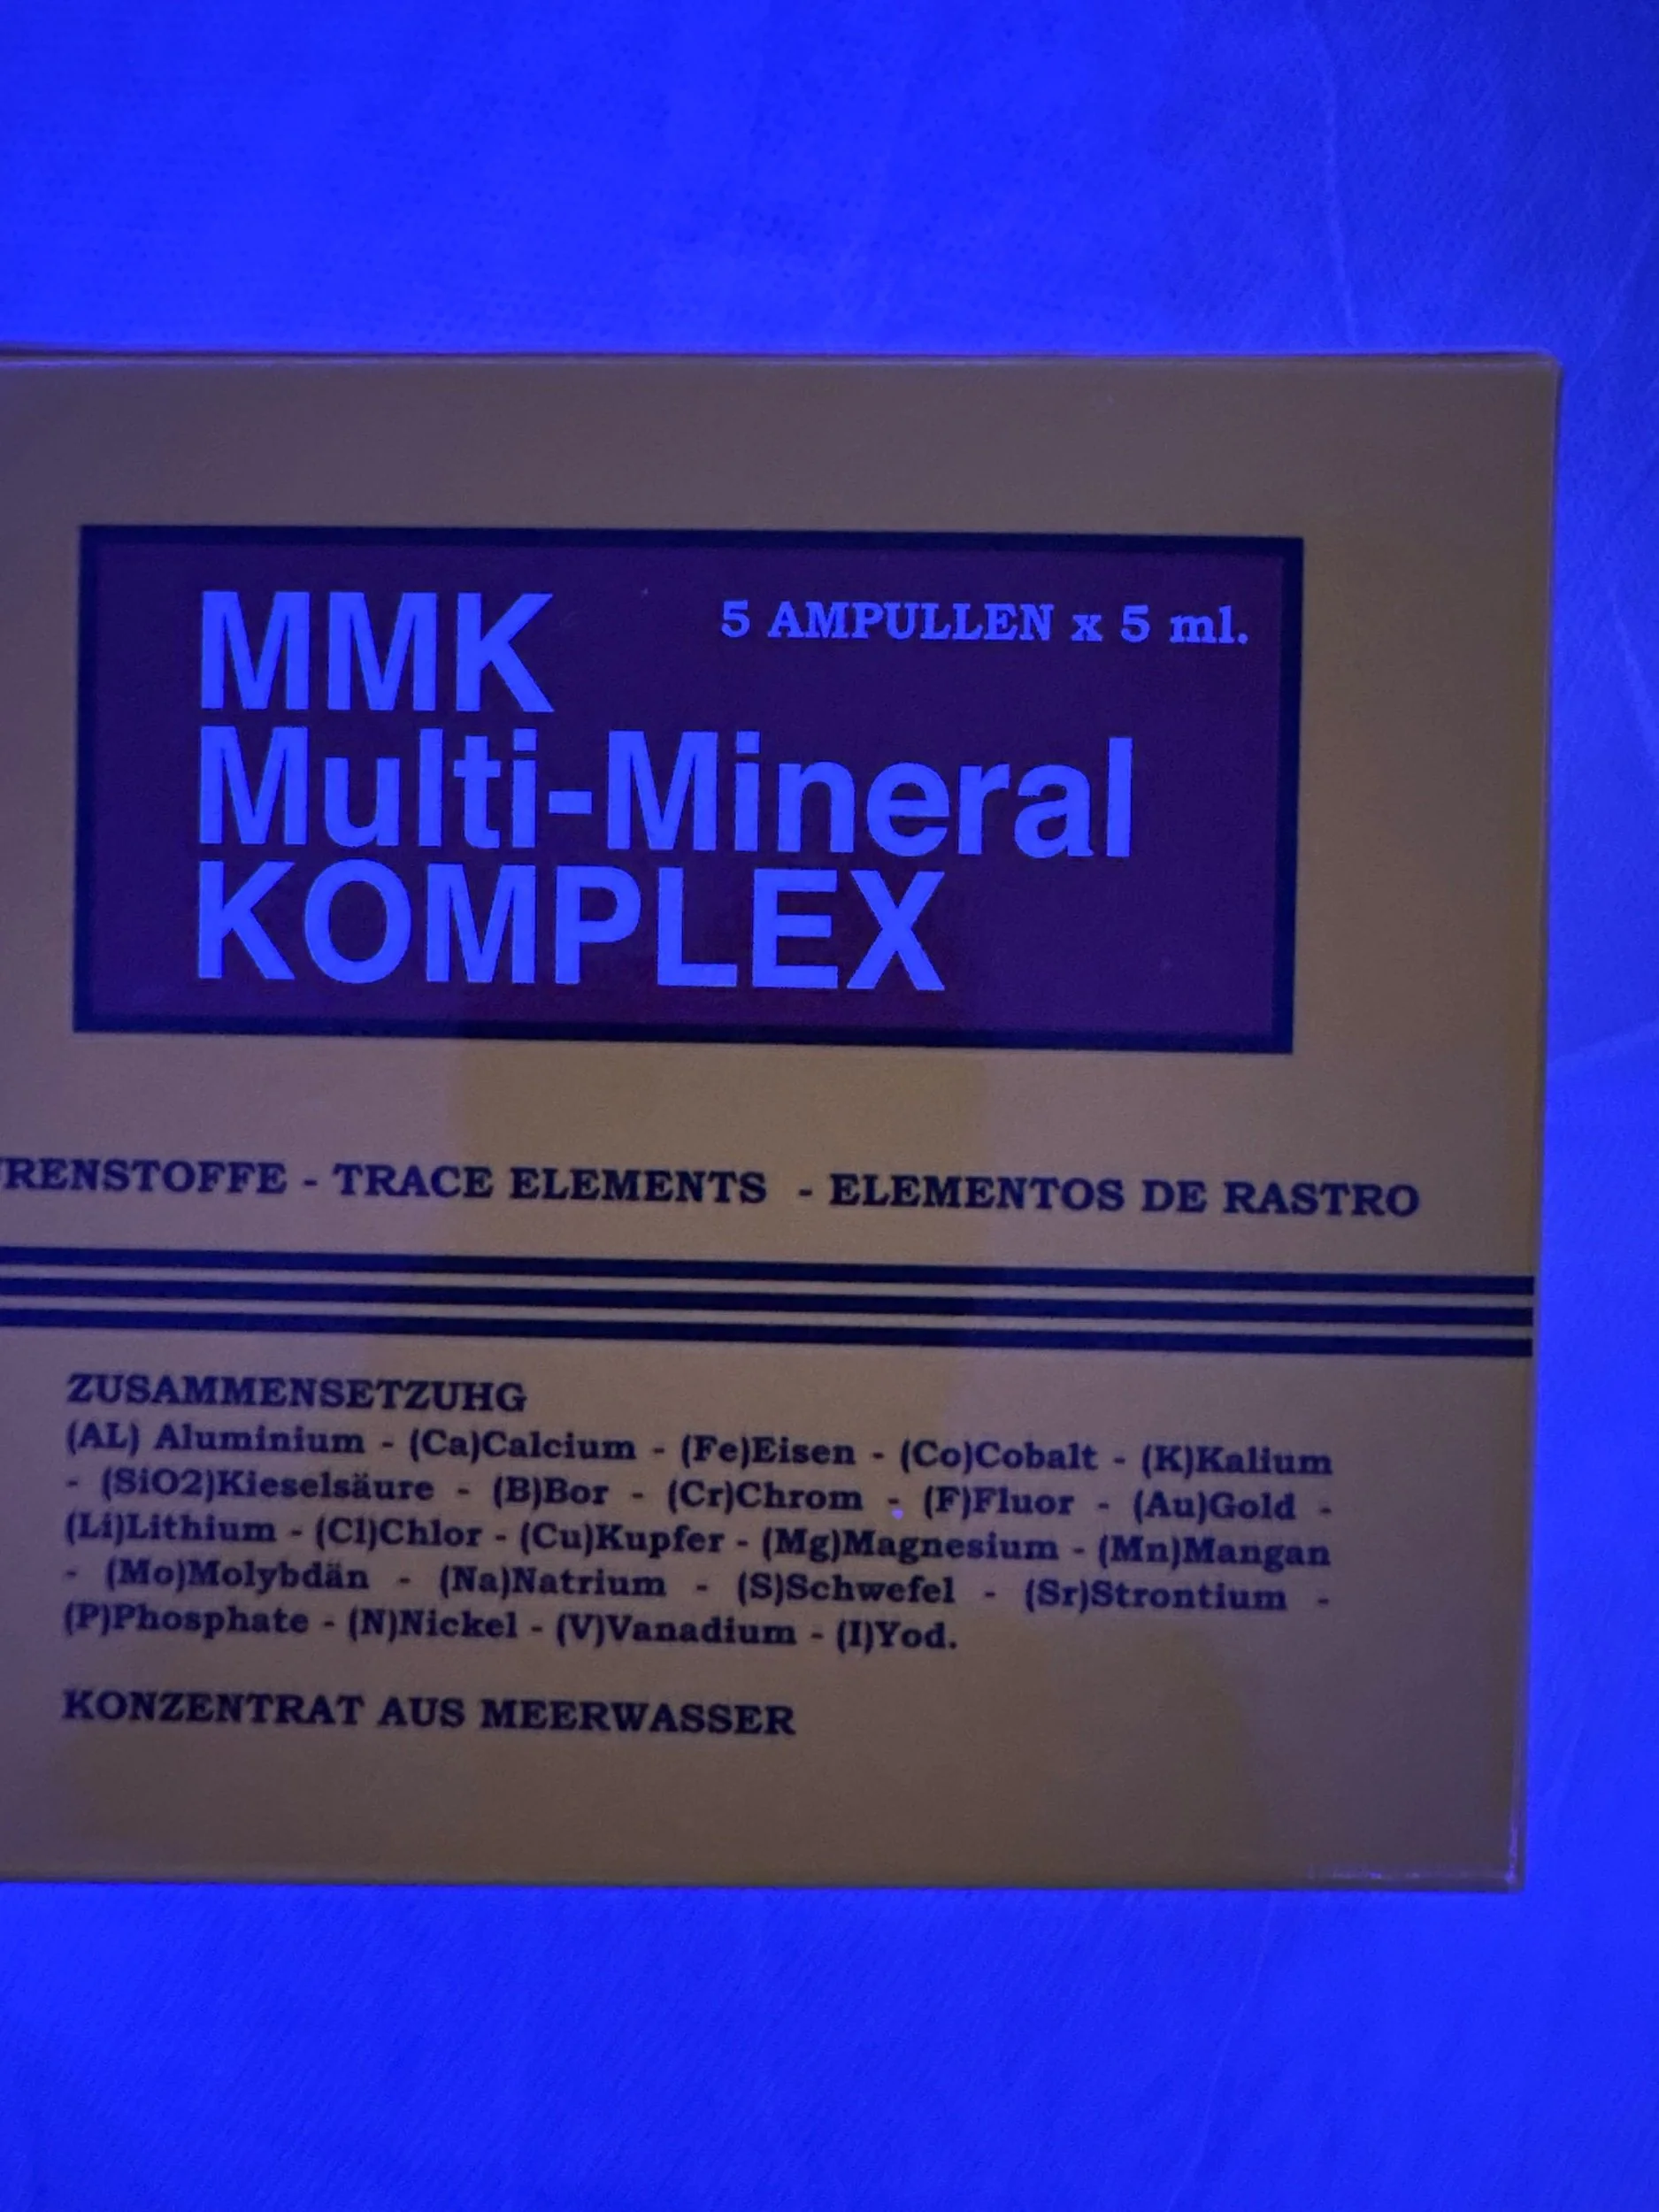 MMK
5 AMPULLEN x 5 ml.
Multi-Mineral
KOMPLEX
RENSTOFFE - TRACE ELEMENTS - ELEMENTOS DE RASTRO
ZUSAMMENSETZUHG
(AL) Aluminium - (Ca)Calcium - (Fe)Eisen - (Co)Cobalt - (K)Kalium
- (SiO2)Kieselsäure - (B)Bor - (Cr)Chrom - (F)Fluor - (Au)Gold -
(Li)Lithium - (Cl)Chlor - (Cu)Kupfer - (Mg)Magnesium - (Mn)Mangan
- (Mo)Molybdän - (Na)Natrium - (S)Schwefel - (Sr)Strontium -
(P)Phosphate - (N)Nickel - (V)Vanadium - (I)Yod.
KONZENTRAT AUS MEERWASSER